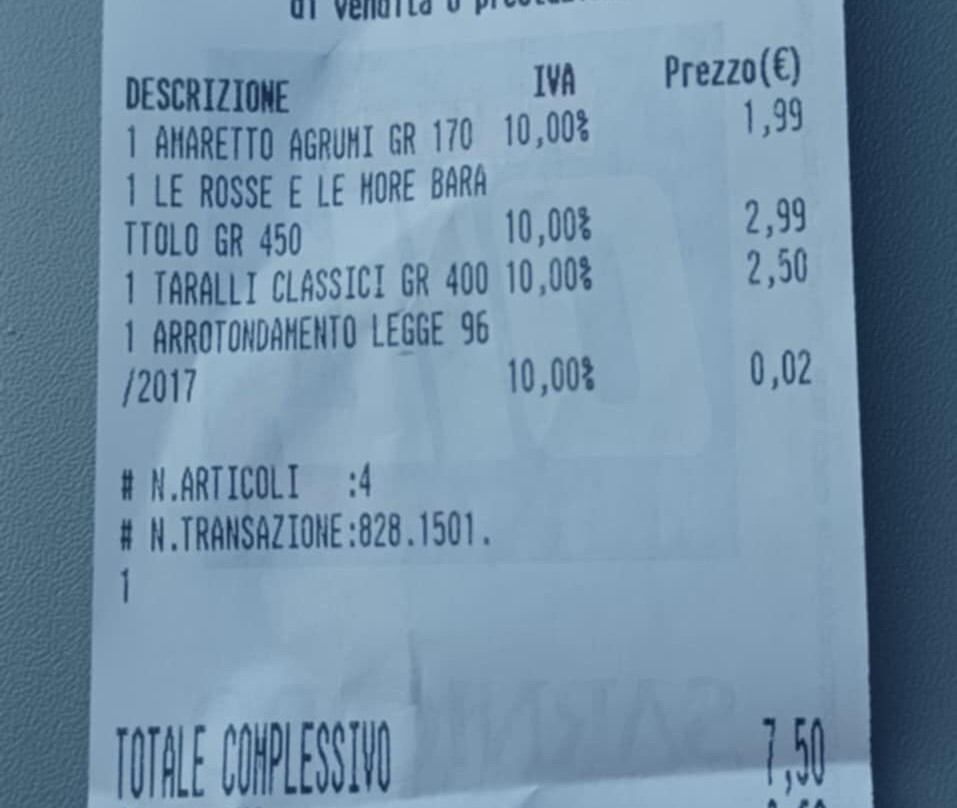 di vendita o
DESCRIZIONE IVA Prezzo(€)
1 AMARETTO AGRUMI GR 170 10,00% 1,99
1 LE ROSSE E LE MORE BARA
TTOLO GR 450 10,00% 2,99
1 TARALLI CLASSICI GR 400 10,00% 2,50
1 ARROTONDAMENTO LEGGE 96
/2017 10,00% 0,02
# N.ARTICOLI :4
# N.TRANSAZIONE:828.1501.
1
TOTALE COMPLESSIVO 7,50